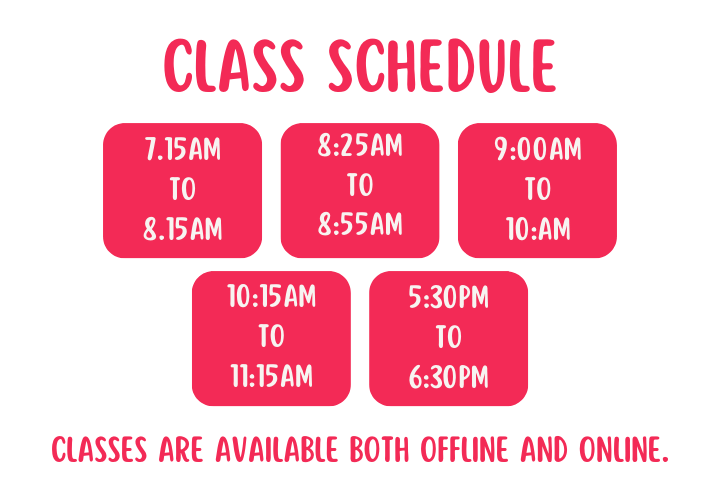 CLASS SCHEDULE
7.15AM
TO
8.15AM
8:25AM
TO
8:55AM
9:00AM
TO
10:AM
10:15AM
TO
11:15AM
5:30PM
TO
6:30PM
CLASSES ARE AVAILABLE BOTH OFFLINE AND ONLINE.